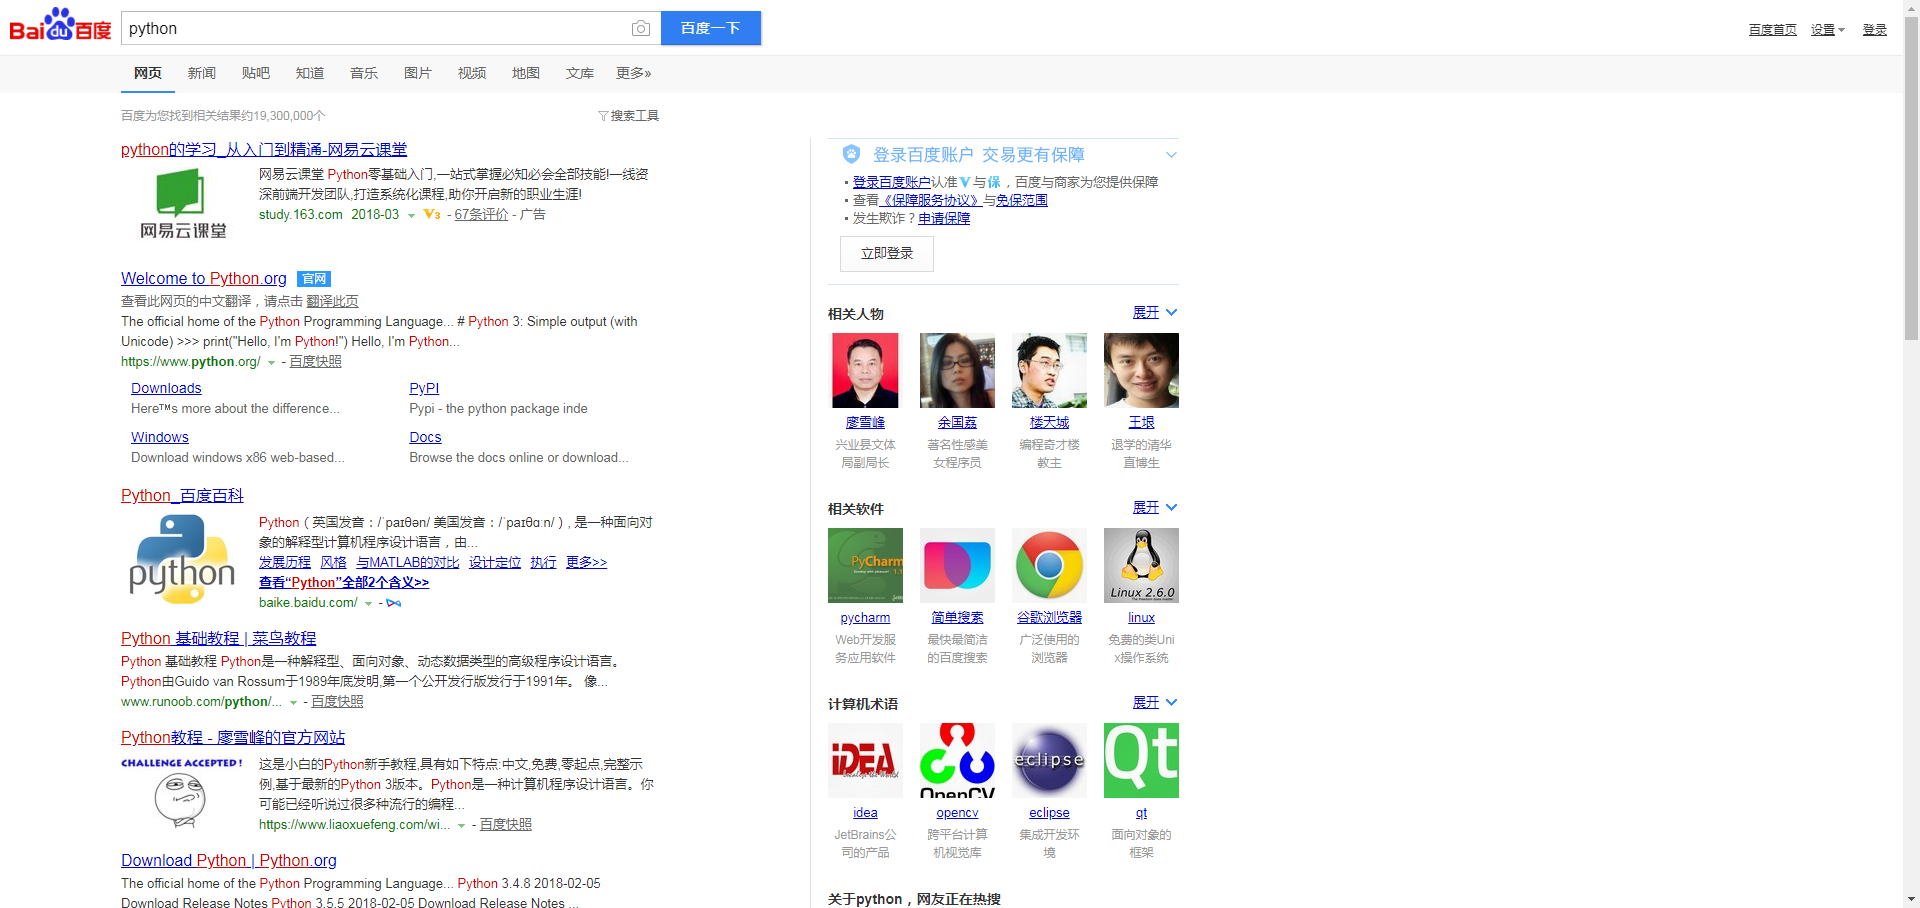 Bai du 百度
python
百度一下
百度首页 设置 登录
网页 新闻 贴吧 知道 音乐 图片 视频 地图 文库 更多»
百度为您找到相关结果约19,300,000个 搜索工具
python的学习_从入门到精通-网易云课堂
网易云课堂
网易云课堂 Python零基础入门,一站式掌握必知必会全部技能!一线资
深前端开发团队,打造系统化课程,助你开启新的职业生涯!
study.163.com 2018-03 V3 - 67条评价 - 广告
Welcome to Python.org 官网
查看此网页的中文翻译，请点击 翻译此页
The official home of the Python Programming Language... # Python 3: Simple output (with
Unicode) >>> print("Hello, I'm Python!") Hello, I'm Python...
https://www.python.org/ - 百度快照
Downloads PyPI
Here™s more about the difference... Pypi - the python package inde
Windows Docs
Download windows x86 web-based... Browse the docs online or download...
Python_百度百科
python
Python（英国发音：/ˈpaɪθən/ 美国发音：/ˈpaɪθɑːn/）, 是一种面向对
象的解释型计算机程序设计语言，由...
发展历程 风格 与MATLAB的对比 设计定位 执行 更多>>
查看“Python”全部2个含义>>
baike.baidu.com/ -
Python 基础教程 | 菜鸟教程
Python 基础教程 Python是一种解释型、面向对象、动态数据类型的高级程序设计语言。
Python由Guido van Rossum于1989年底发明,第一个公开发行版发行于1991年。 像...
www.runoob.com/python/... - 百度快照
Python教程 - 廖雪峰的官方网站
CHALLENGE ACCEPTED!
这是小白的Python新手教程,具有如下特点:中文,免费,零起点,完整示
例,基于最新的Python 3版本。Python是一种计算机程序设计语言。你
可能已经听说过很多种流行的编程...
https://www.liaoxuefeng.com/wi... - 百度快照
Download Python | Python.org
The official home of the Python Programming Language... Python 3.4.8 2018-02-05
Download Release Notes Python 3.5.5 2018-02-05 Download Release Notes ...
登录百度账户 交易更有保障
登录百度账户认准V与保，百度与商家为您提供保障
查看《保障服务协议》与免保范围
发生欺诈？申请保障
立即登录
相关人物 展开
廖雪峰 余国荔 楼天城 王垠
兴业县文体 著名性感美 编程奇才楼 退学的清华
局副局长 女程序员 教主 直博生
相关软件 展开
PyCharm
Linux 2.6.0
pycharm 简单搜索 谷歌浏览器 linux
Web开发服 最快最简洁 广泛使用的 免费的类Uni
务应用软件 的百度搜索 浏览器 x操作系统
计算机术语 展开
IDEA OpenCV eclipse Qt
idea opencv eclipse qt
JetBrains公 跨平台计算 集成开发环 面向对象的
司的产品 机视觉库 境 框架
关于python，网友正在热搜